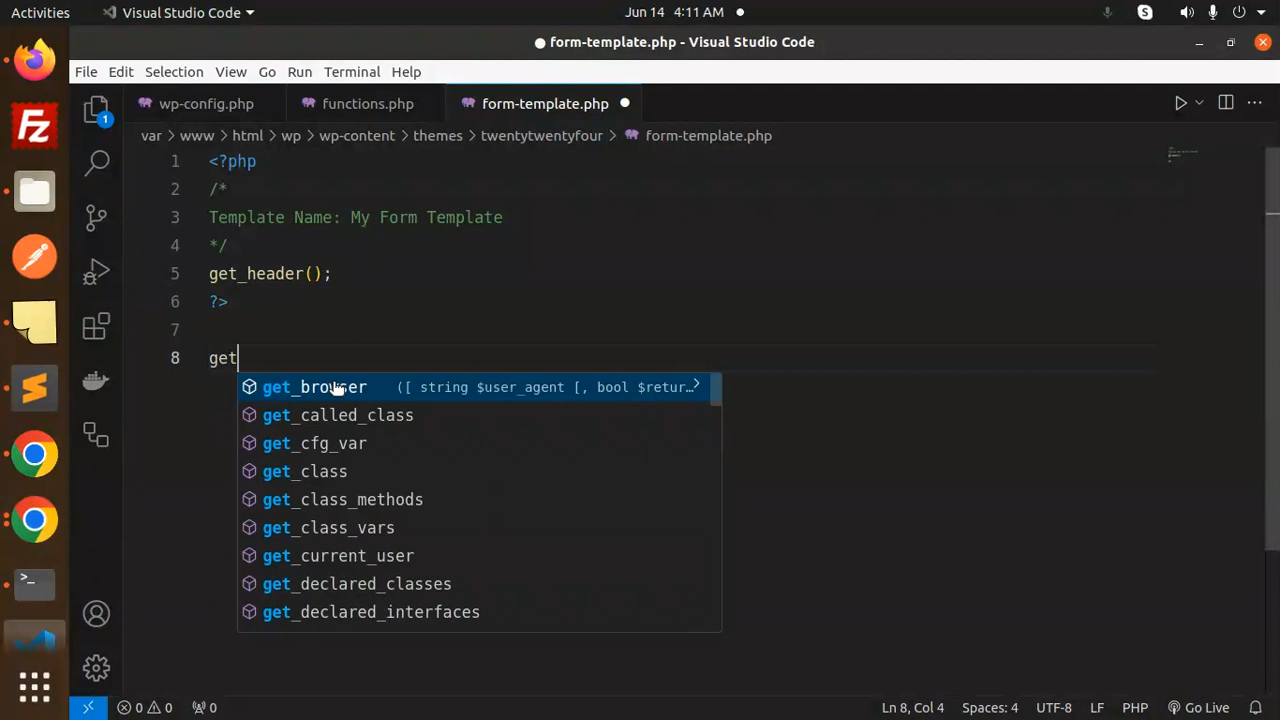 Activities
Visual Studio Code
Jun 14 4:11 AM
S
form-template.php - Visual Studio Code
File Edit Selection View Go Run Terminal Help
wp-config.php
functions.php
form-template.php
var > www > html > wp > wp-content > themes > twentytwentyfour > form-template.php
Fz
1
1 <?php
2 /*
3 Template Name: My Form Template
4 */
5 get_header();
6 ?>
7
8 get
get_browser ([ string $user_agent [, bool $retur…
get_called_class
get_cfg_var
get_class
get_class_methods
get_class_vars
get_current_user
get_declared_classes
get_declared_interfaces
0 0 0
Ln 8, Col 4 Spaces: 4 UTF-8 LF PHP Go Live